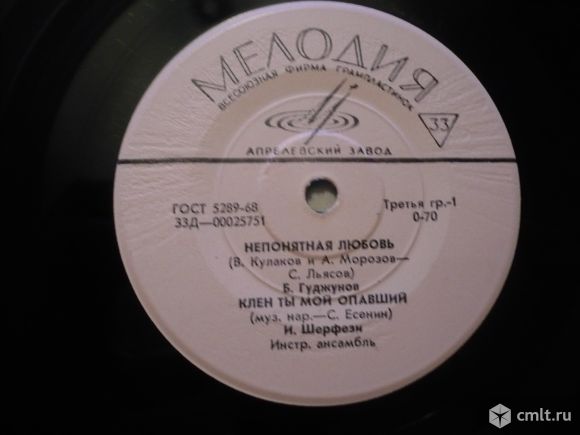 МЕЛОДИЯ
ВСЕСОЮЗНАЯ ФИРМА ГРАМПЛАСТИНОК
33
АПРЕЛЕВСКИЙ ЗАВОД
ГОСТ 5289-68
Третья гр.-1
33Д—00025751
0-70
НЕПОНЯТНАЯ ЛЮБОВЬ
(В. Кулаков и А. Морозов—
С. Льясов)
Б. Гуджунов
КЛЕН ТЫ МОЙ ОПАВШИЙ
(муз. нар.—С. Есенин)
И. Шерфези
Инстр. ансамбль
cmlt.ru